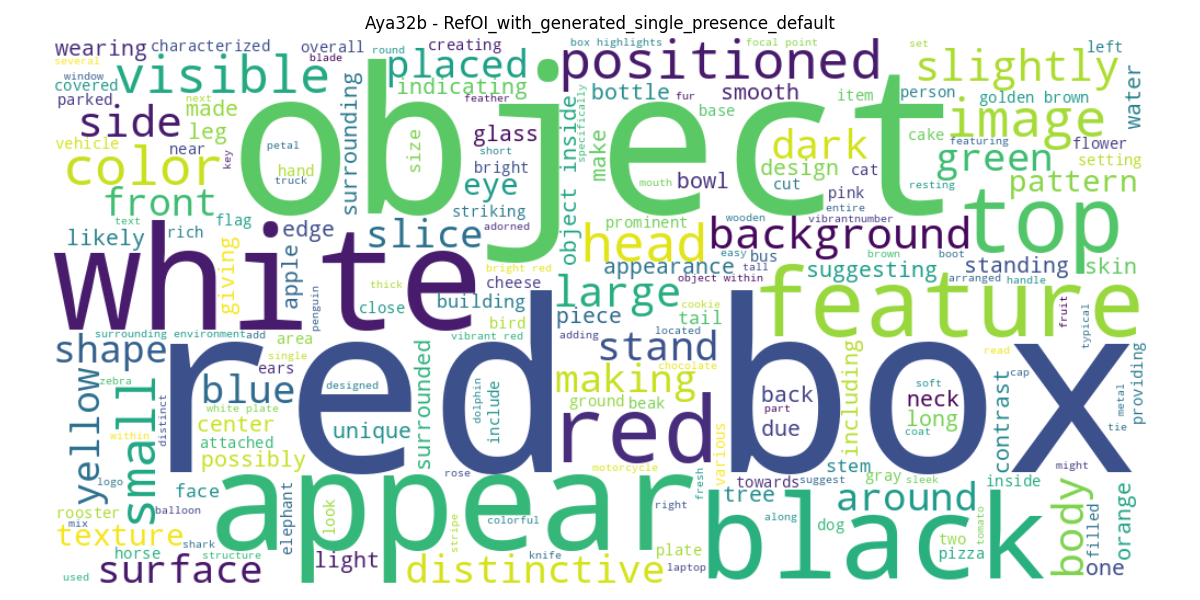 Aya32b - RefOI_with_generated_single_presence_default
wearing characterized overall creating box highlights focal point set left
several round blade
window covered visible placed positioned slightly
parked next made indicating feather bottle smooth item person golden brown water
side leg surrounding object glass size short object inside specifically make base dark image
vehicle near key petal hand truck bright eye mouth bowl design cut cat cake featuring flower setting
color resting green pattern
front text flag striking prominent pink entire wooden vibrantnumber
likely rich edge slice adorned head background top
white giving apple penguin bright red appearance easy tall bus brown boot standing skin
thick cheese object within suggesting arranged handle
close building large piece cookie tail feature fruit typical
surrounding environment add bird vibrant red adding located
shape area single ears stand chocolate read
zebra blue designed dolphin include making back soft cap metal providing
yellow small distinct white plate red box ground beak part neck including contrast
center unique surrounded red due long coat tie
within attached possibly various
logo face rose motorcycle fresh towards stem gray sleek inside might
rooster balloon elephant look appear right tree suggest around body filled orange
mix texture stripe colorful black along dog two tomato
horse shark structure light knife plate pizza
used surface distinctive laptop one